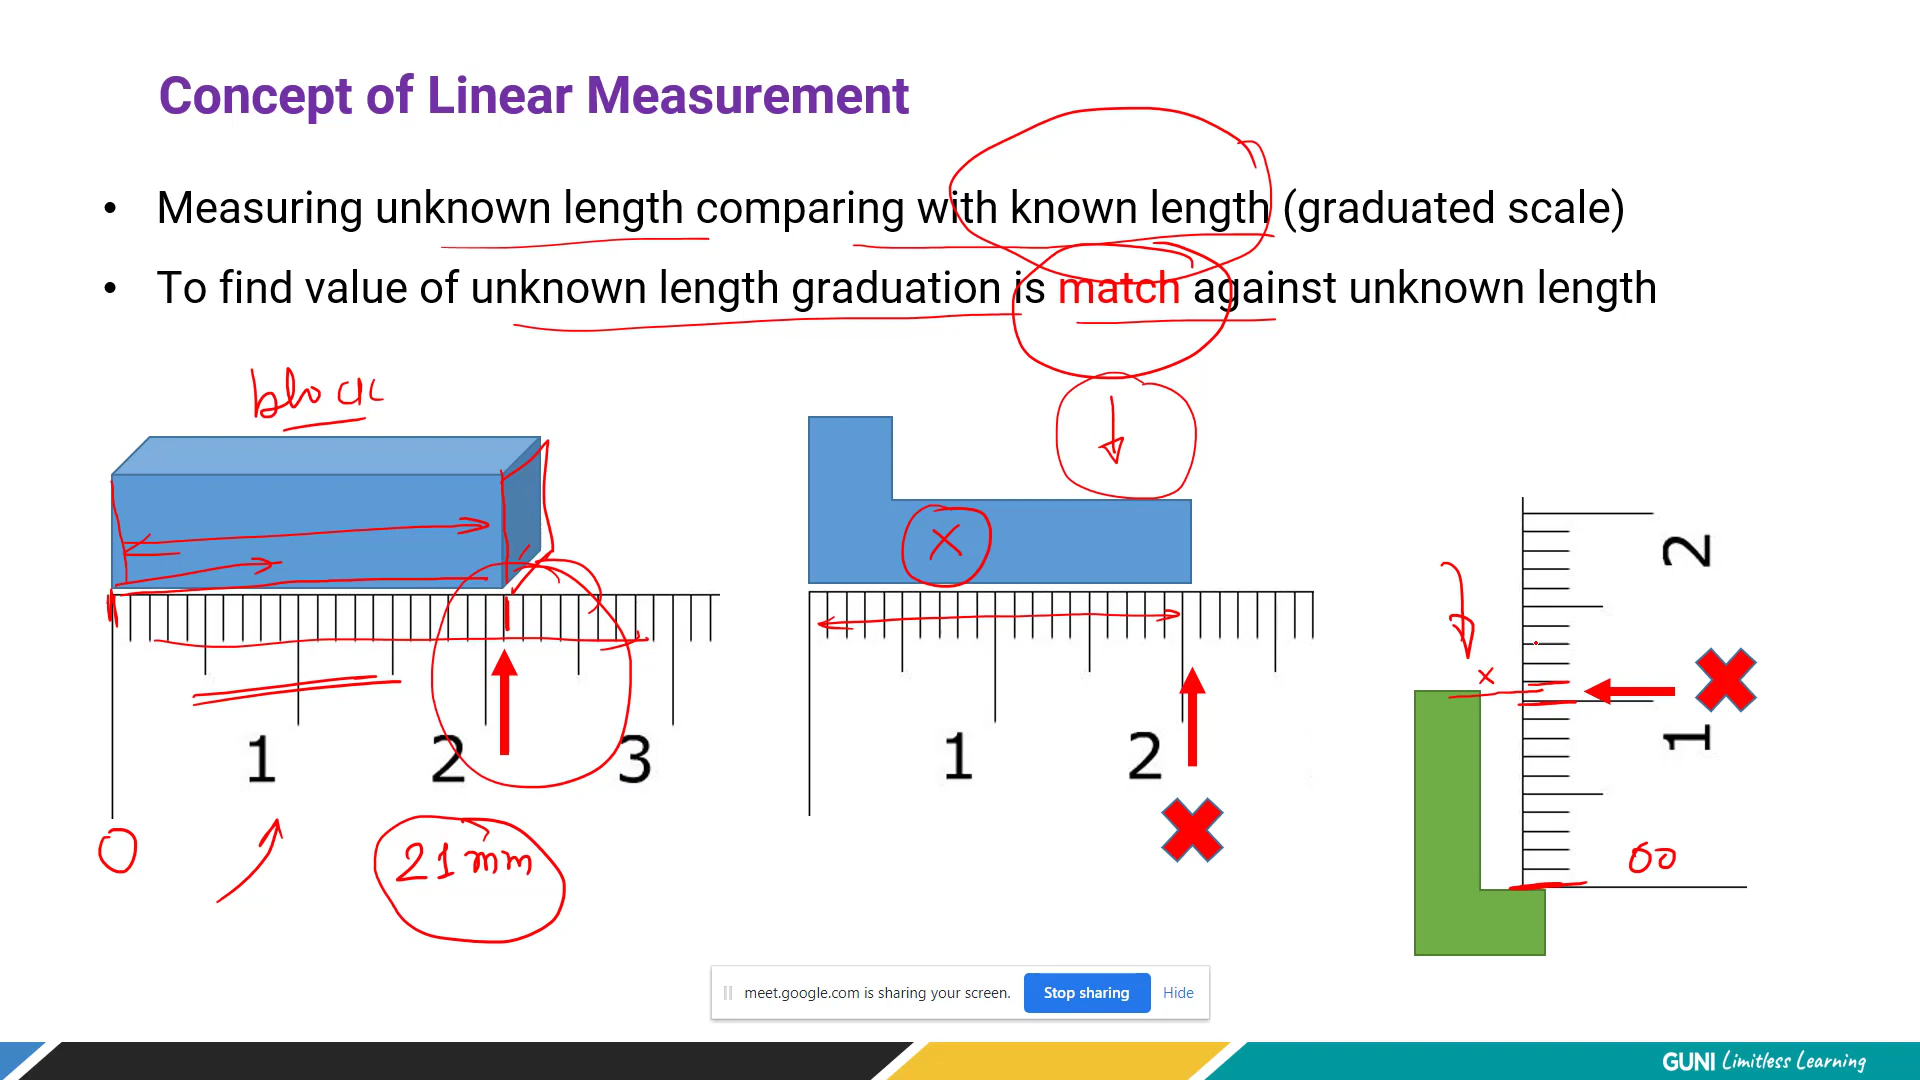 Concept of Linear Measurement
• Measuring unknown length comparing with known length (graduated scale)
• To find value of unknown length graduation is match against unknown length
block
1 2 3
0
21 mm
1 2
2
1
00
meet.google.com is sharing your screen. Stop sharing Hide
GUNI Limitless Learning